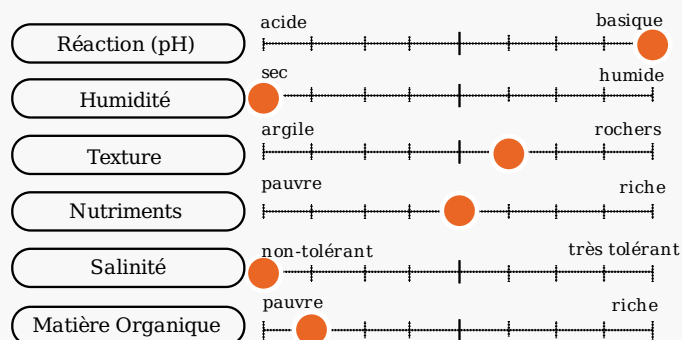 acide
basique
Réaction (pH)
sec
humide
Humidité
argile
rochers
Texture
pauvre
riche
Nutriments
non-tolérant
très tolérant
Salinité
pauvre
riche
Matière Organique